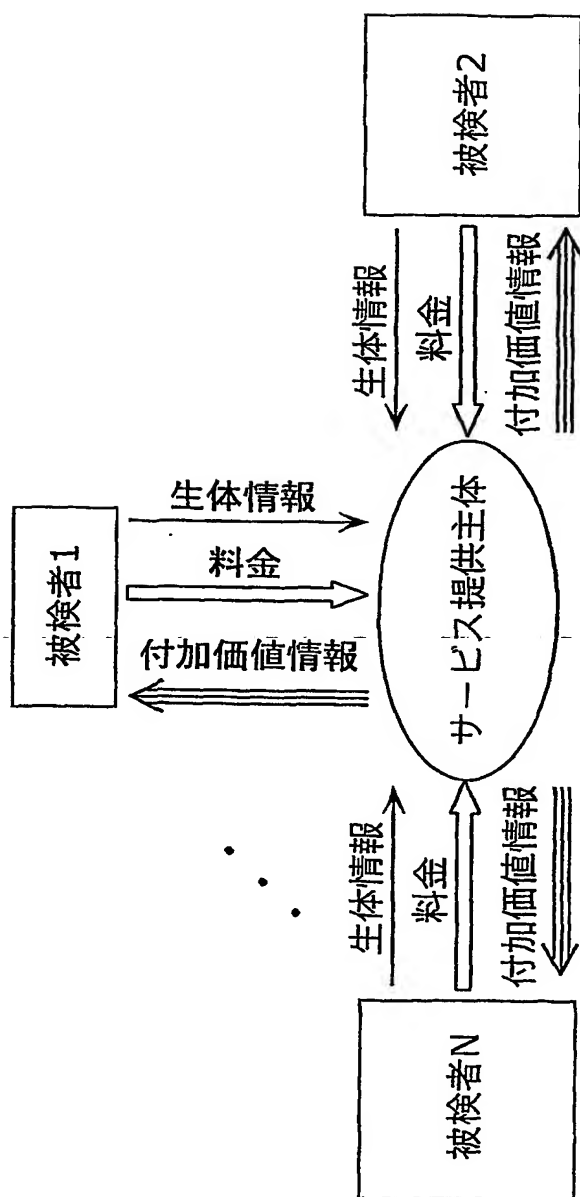 被検者1
生体情報
料金
付加価値情報
被検者2
生体情報
料金
付加価値情報
サービス提供主体
生体情報
料金
付加価値情報
被検者N